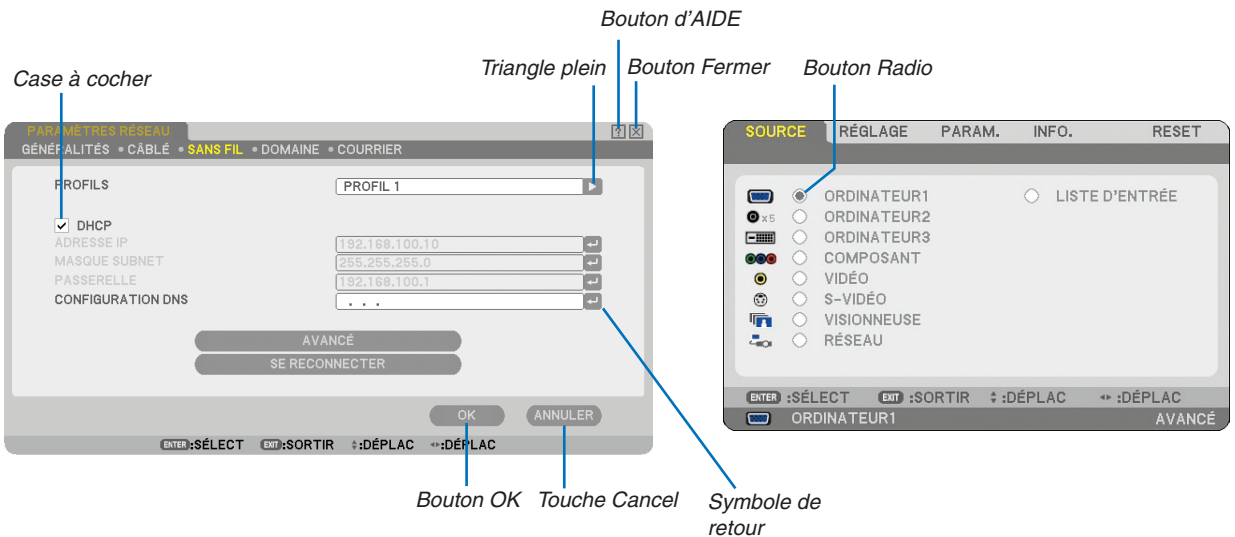 Bouton d'AIDE
Case à cocher
Triangle plein
Bouton Fermer
Bouton Radio
PARAMÈTRES RÉSEAU
?
GÉNÉRALITÉS • CÂBLÉ • SANS FIL • DOMAINE • COURRIER
PROFILS
PROFIL 1
DHCP
ADRESSE IP
192.168.100.10
MASQUE SUBNET
255.255.255.0
PASSERELLE
192.168.100.1
CONFIGURATION DNS
. . .
AVANCÉ
SE RECONNECTER
OK
ANNULER
ENTER :SÉLECT EXIT :SORTIR :DÉPLAC :DÉPLAC
Bouton OK
Touche Cancel
Symbole de
retour
SOURCE RÉGLAGE PARAM. INFO. RESET
ORDINATEUR1
LISTE D'ENTRÉE
x5 ORDINATEUR2
ORDINATEUR3
COMPOSANT
VIDÉO
S-VIDÉO
VISIONNEUSE
RÉSEAU
ENTER :SÉLECT EXIT :SORTIR :DÉPLAC :DÉPLAC
ORDINATEUR1
AVANCÉ